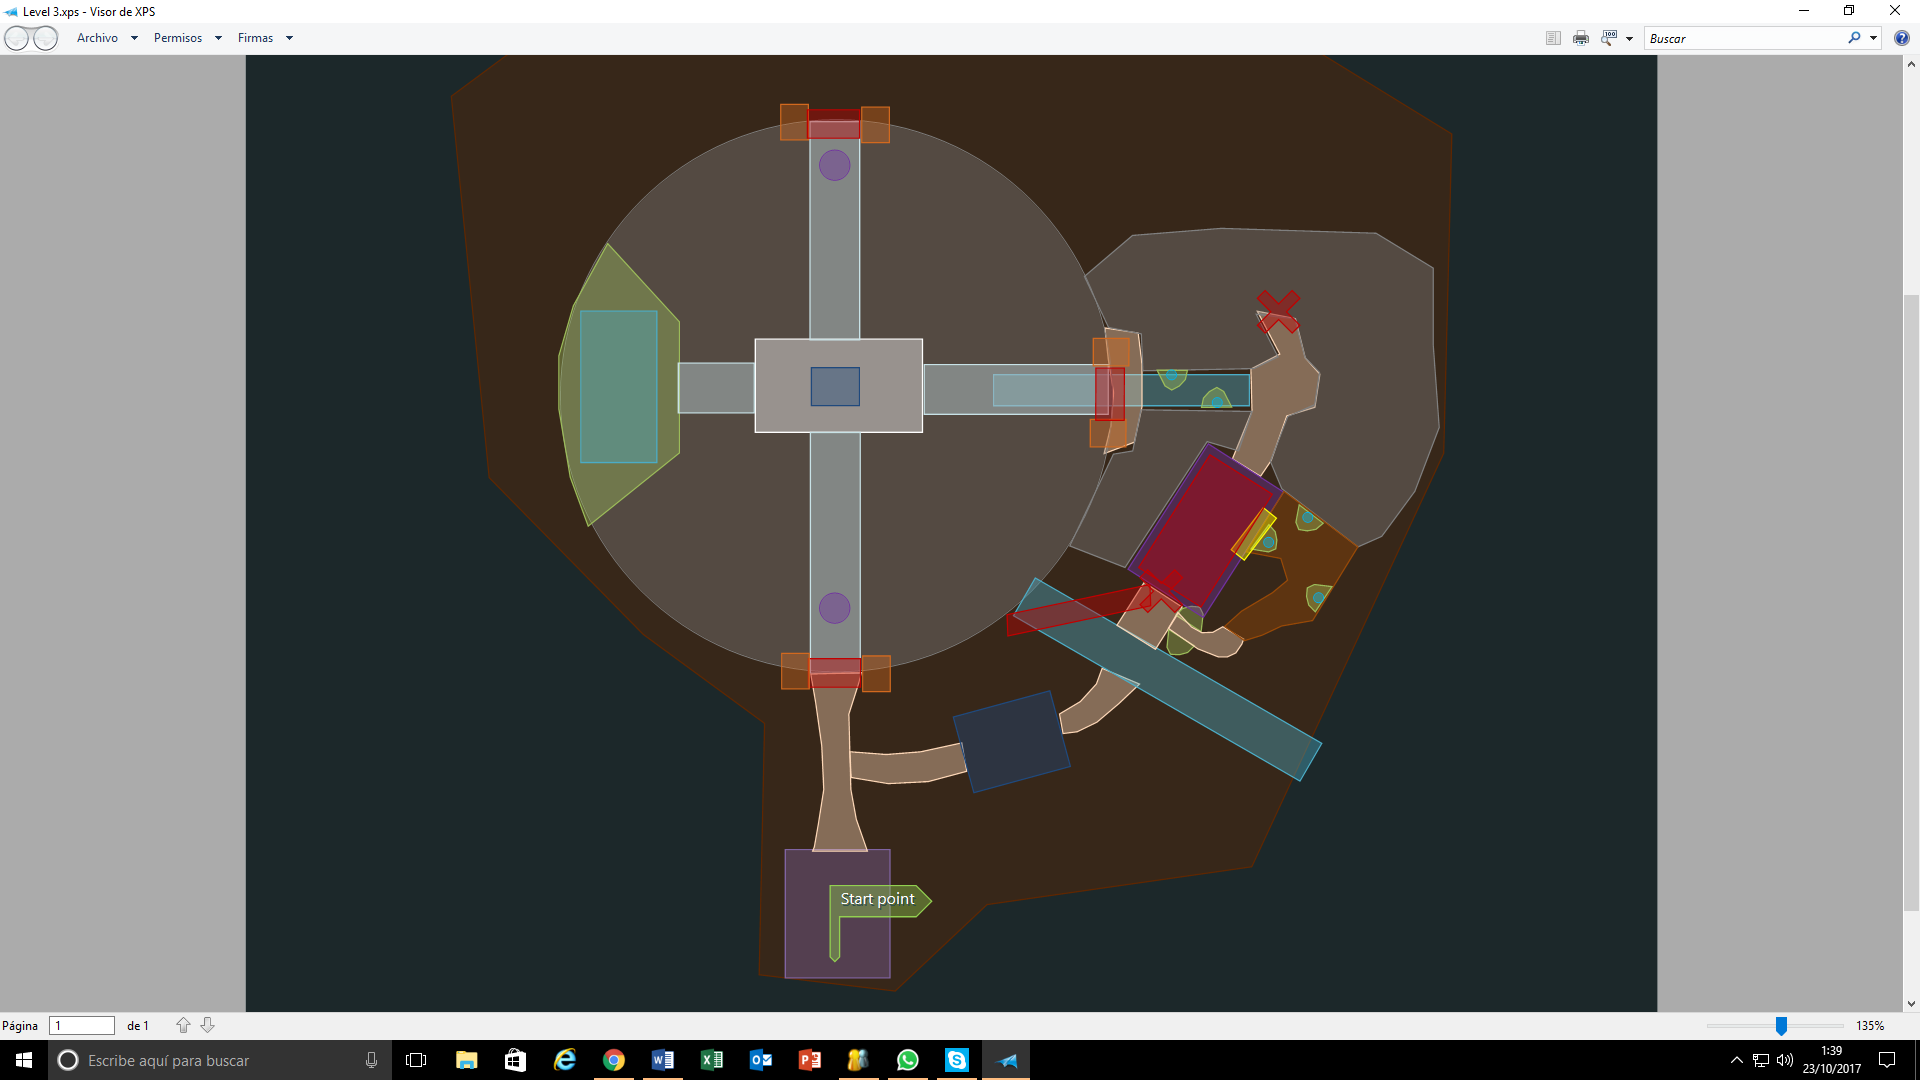 Level 3.xps - Visor de XPS
Archivo Permisos Firmas
100
Buscar
?
Start point
Página 1 de 1
135%
Escribe aquí para buscar
1:39
23/10/2017